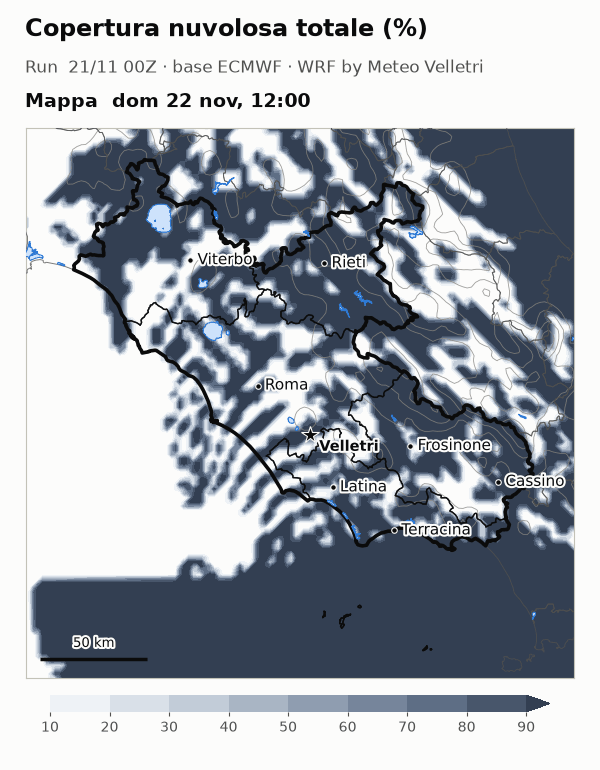 Copertura nuvolosa totale (%)
Run  21/11 00Z · base ECMWF · WRF by Meteo Velletri
Mappa  dom 22 nov, 12:00
Viterbo
Rieti
Roma
Velletri
Frosinone
Cassino
Latina
Terracina
50 km
10 20 30 40 50 60 70 80 90